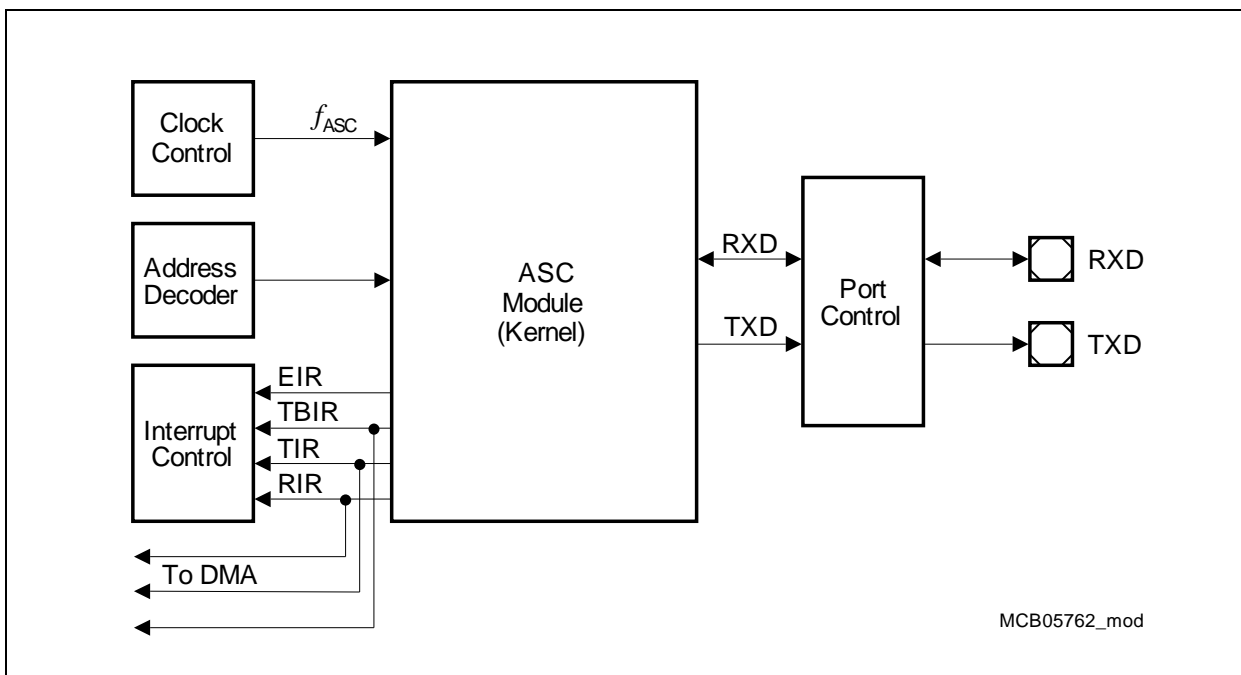 Clock
Control
fASC
Address
Decoder
Interrupt
Control
EIR
TBIR
TIR
RIR
To DMA
ASC
Module
(Kernel)
RXD
TXD
Port
Control
RXD
TXD
MCB05762_mod